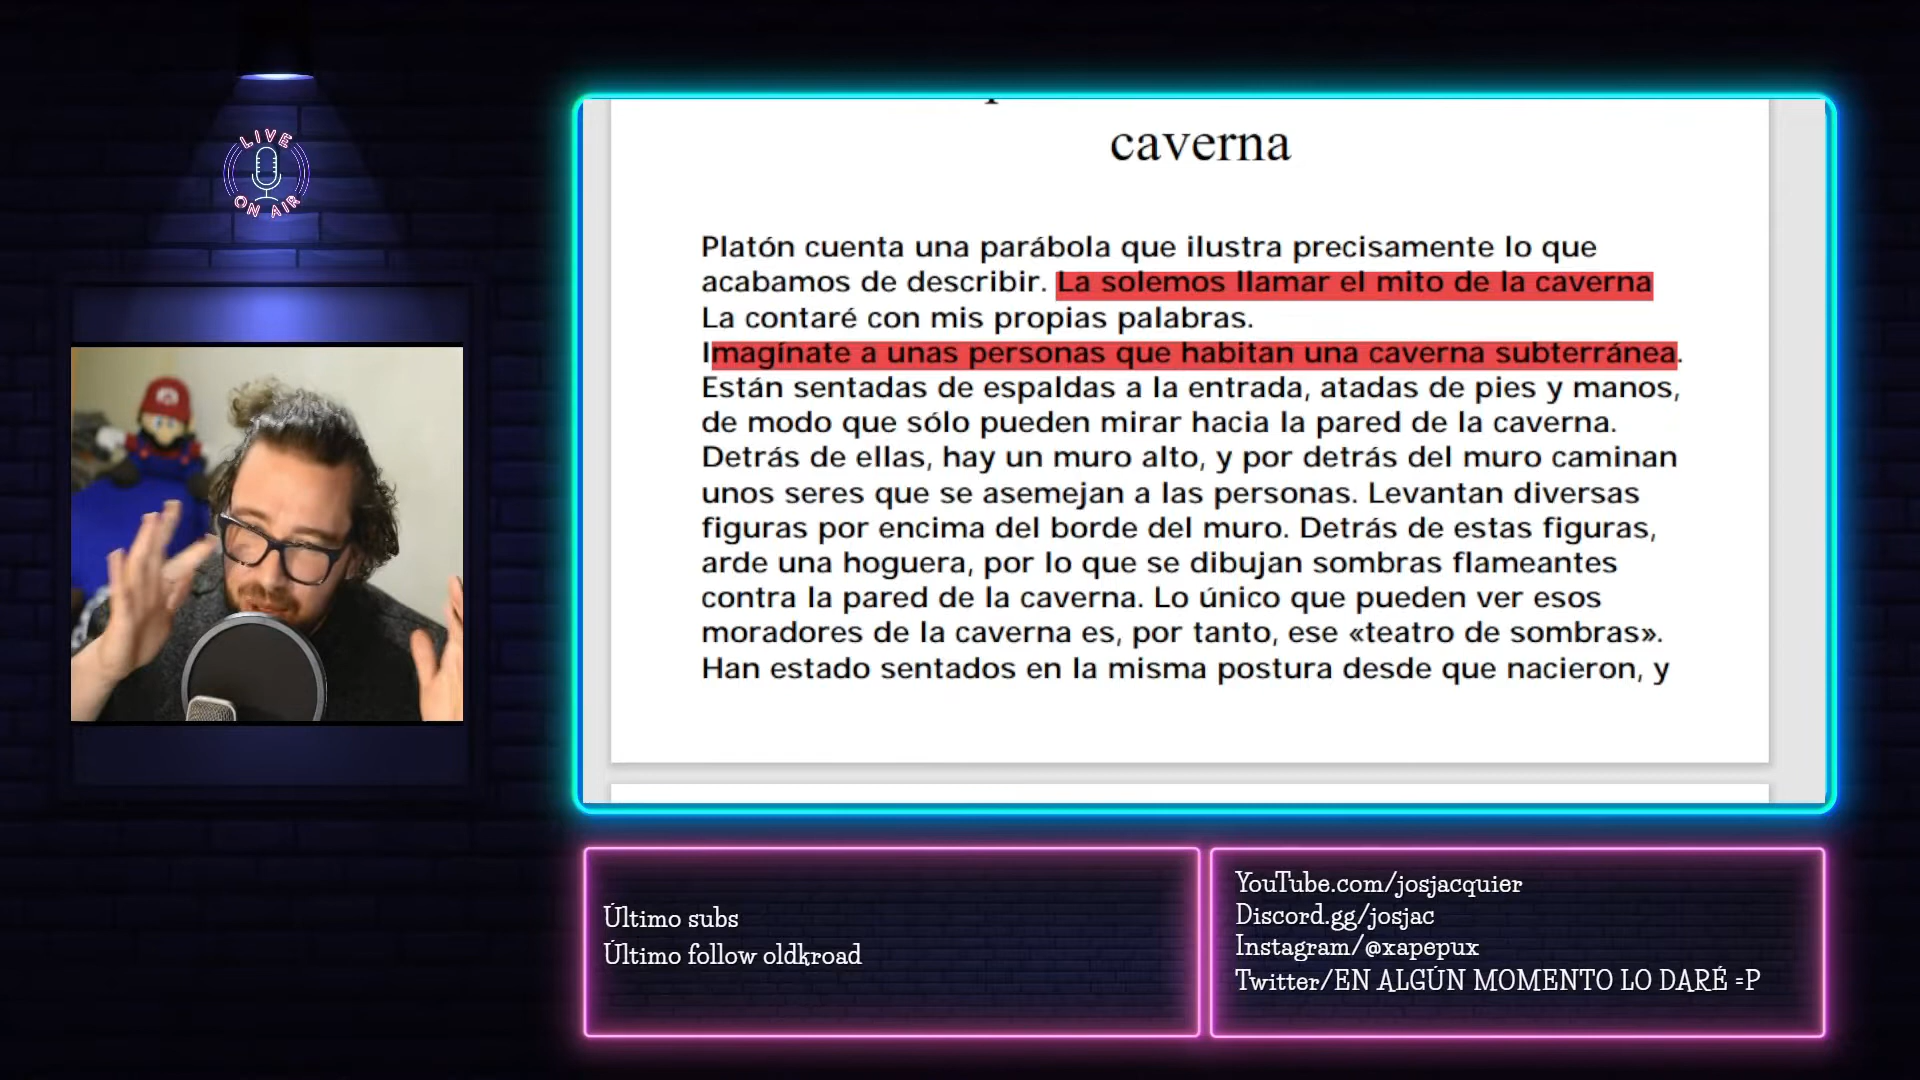 LIVE
ON AIR
caverna
Platón cuenta una parábola que ilustra precisamente lo que
acabamos de describir. La solemos llamar el mito de la caverna
La contaré con mis propias palabras.
Imagínate a unas personas que habitan una caverna subterránea.
Están sentadas de espaldas a la entrada, atadas de pies y manos,
de modo que sólo pueden mirar hacia la pared de la caverna.
Detrás de ellas, hay un muro alto, y por detrás del muro caminan
unos seres que se asemejan a las personas. Levantan diversas
figuras por encima del borde del muro. Detrás de estas figuras,
arde una hoguera, por lo que se dibujan sombras flameantes
contra la pared de la caverna. Lo único que pueden ver esos
moradores de la caverna es, por tanto, ese «teatro de sombras».
Han estado sentados en la misma postura desde que nacieron, y
Último subs
Último follow oldkroad
YouTube.com/josjacquier
Discord.gg/josjac
Instagram/@xapepux
Twitter/EN ALGÚN MOMENTO LO DARÉ =P